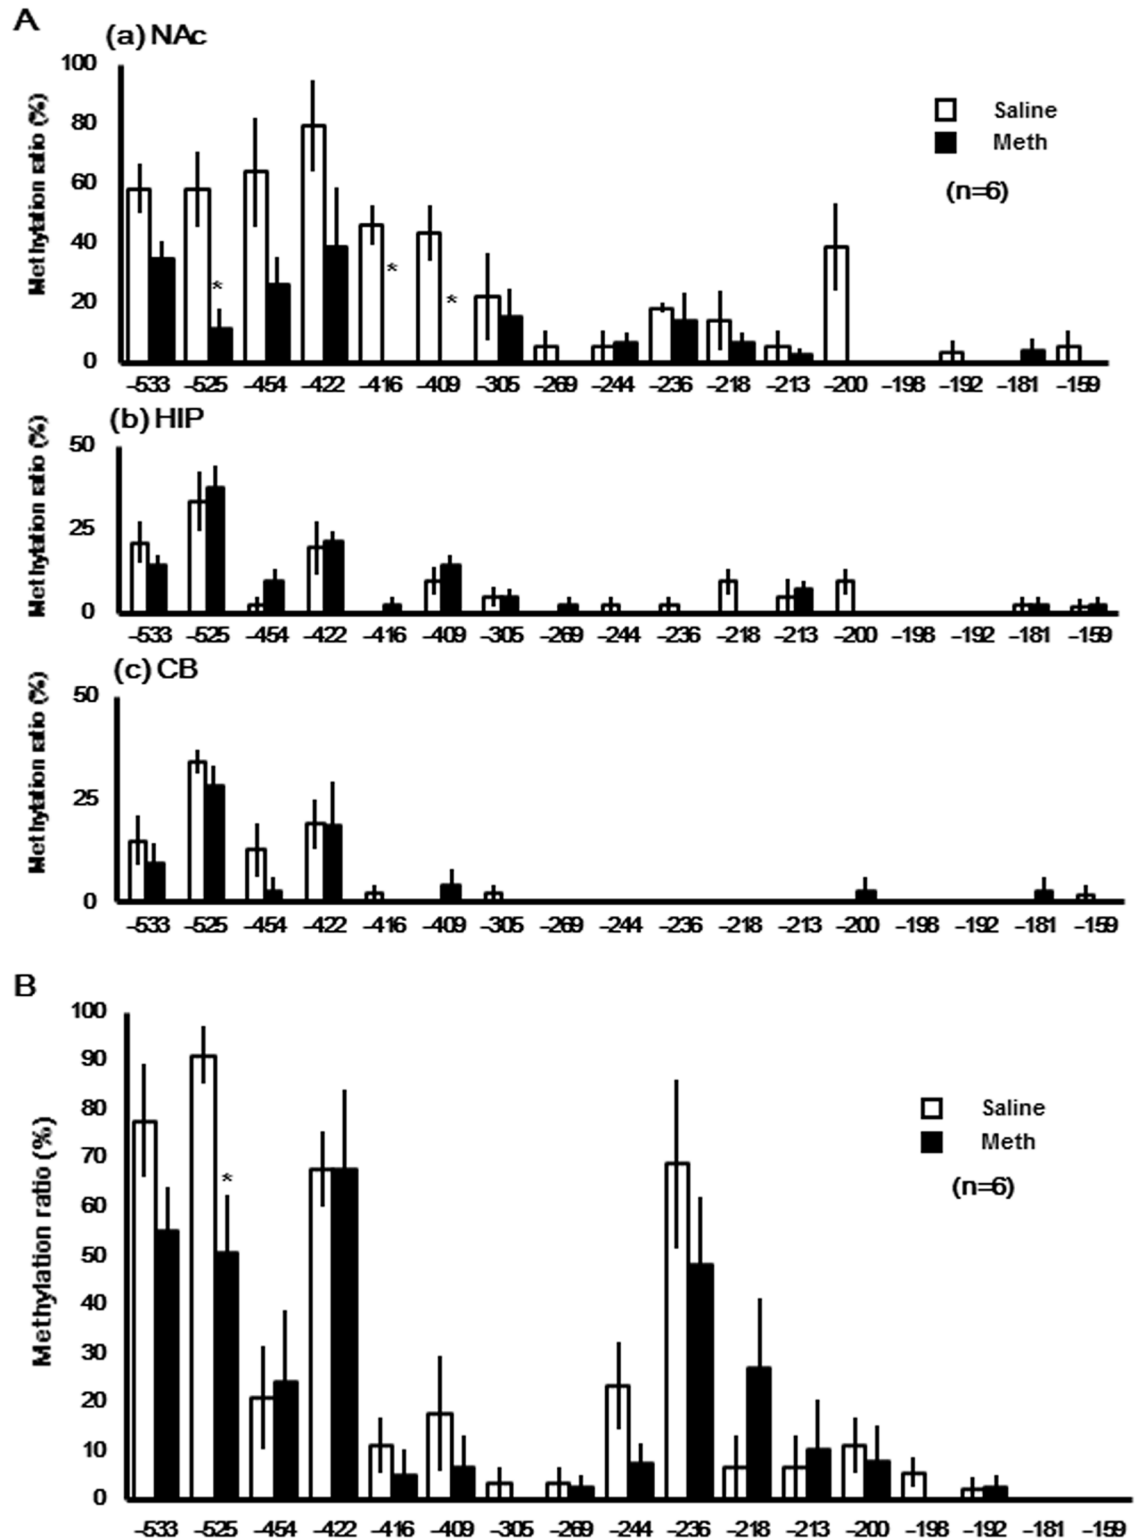 A
(a) NAc
Methylation ratio (%)
100
80
60
40
20
0
Saline
Meth
(n=6)
*
*
*
-533 -525 -454 -422 -416 -409 -305 -269 -244 -236 -218 -213 -200 -198 -192 -181 -159
(b) HIP
Methylation ratio (%)
50
25
0
-533 -525 -454 -422 -416 -409 -305 -269 -244 -236 -218 -213 -200 -198 -192 -181 -159
(c) CB
Methylation ratio (%)
50
25
0
-533 -525 -454 -422 -416 -409 -305 -269 -244 -236 -218 -213 -200 -198 -192 -181 -159
B
Methylation ratio (%)
100
90
80
70
60
50
40
30
20
10
0
Saline
Meth
(n=6)
*
-533 -525 -454 -422 -416 -409 -305 -269 -244 -236 -218 -213 -200 -198 -192 -181 -159